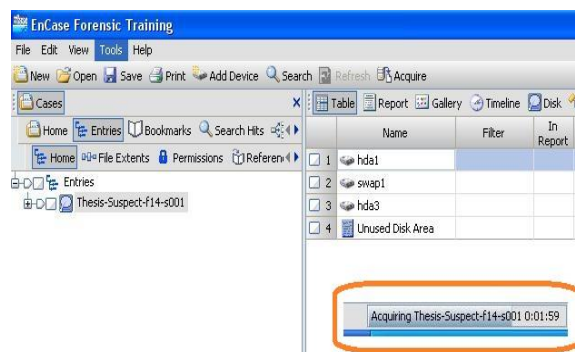 EnCase Forensic Training
File Edit View Tools Help
New Open Save Print Add Device Search Refresh Acquire
Cases
Table Report Gallery Timeline Disk
Home Entries Bookmarks Search Hits
Home File Extents Permissions Referen
Name Filter In Report
Entries
Thesis-Suspect-f14-s001
1 hda1
2 swap1
3 hda3
4 Unused Disk Area
Acquiring Thesis-Suspect-f14-s001 0:01:59